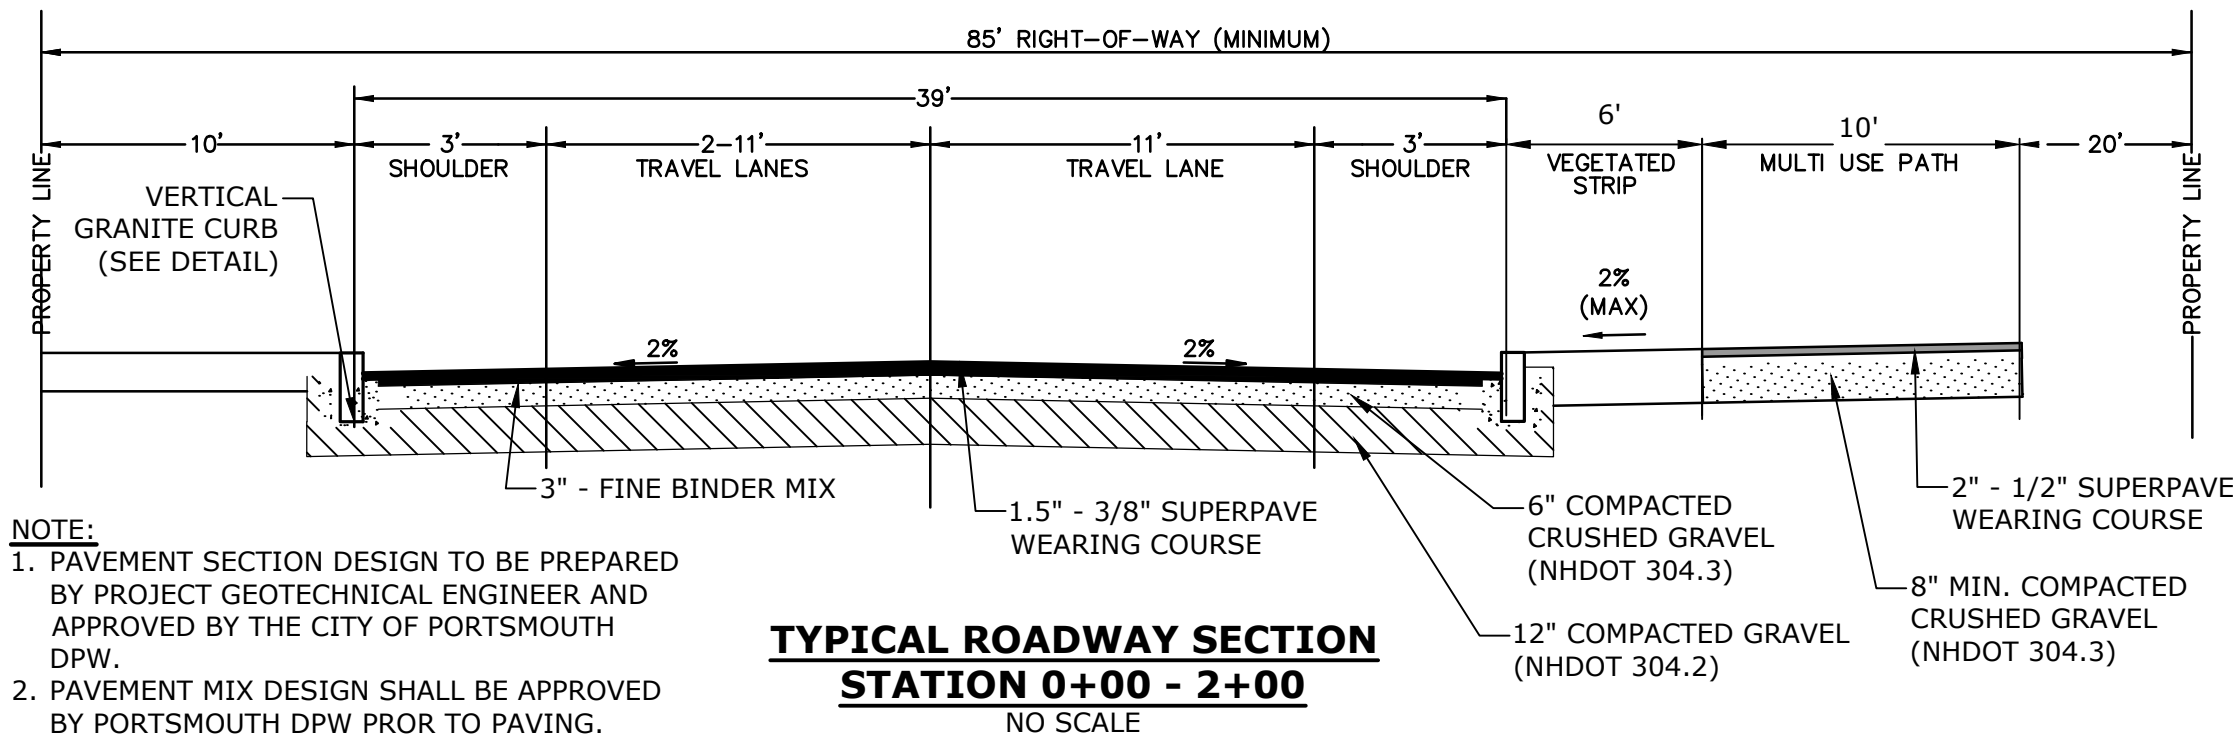 85' RIGHT-OF-WAY (MINIMUM)
39'
10'
3'
SHOULDER
2-11'
TRAVEL LANES
11'
TRAVEL LANE
3'
SHOULDER
6'
VEGETATED
STRIP
10'
MULTI USE PATH
20'
PROPERTY LINE
PROPERTY LINE
VERTICAL
GRANITE CURB
(SEE DETAIL)
2%
2%
2%
(MAX)
3" - FINE BINDER MIX
1.5" - 3/8" SUPERPAVE
WEARING COURSE
6" COMPACTED
CRUSHED GRAVEL
(NHDOT 304.3)
12" COMPACTED GRAVEL
(NHDOT 304.2)
2" - 1/2" SUPERPAVE
WEARING COURSE
8" MIN. COMPACTED
CRUSHED GRAVEL
(NHDOT 304.3)
NOTE:
1. PAVEMENT SECTION DESIGN TO BE PREPARED
BY PROJECT GEOTECHNICAL ENGINEER AND
APPROVED BY THE CITY OF PORTSMOUTH
DPW.
2. PAVEMENT MIX DESIGN SHALL BE APPROVED
BY PORTSMOUTH DPW PROR TO PAVING.
TYPICAL ROADWAY SECTION
STATION 0+00 - 2+00
NO SCALE